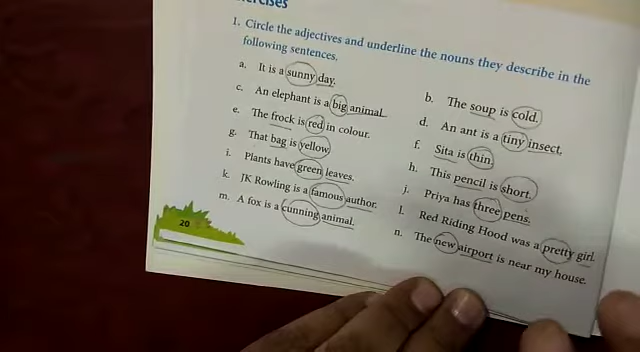 1. Circle the adjectives and underline the nouns they describe in the
following sentences.
a. It is a sunny day.
b. The soup is cold.
c. An elephant is a big animal.
d. An ant is a tiny insect.
e. The frock is red in colour.
f. Sita is thin.
g. That bag is yellow.
h. This pencil is short.
i. Plants have green leaves.
j. Priya has three pens.
k. JK Rowling is a famous author.
l. Red Riding Hood was a pretty girl.
m. A fox is a cunning animal.
n. The new airport is near my house.
20